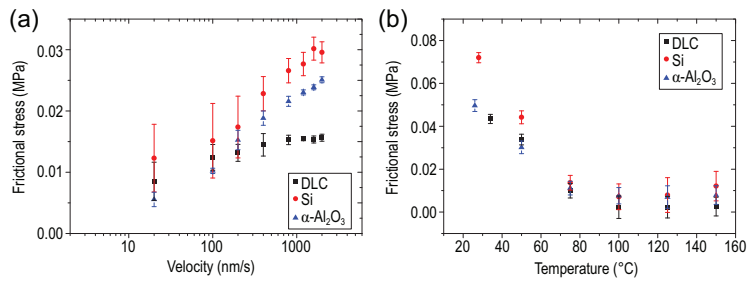 (a)
Frictional stress (MPa)
0.03
0.02
0.01
0.00
10
100
1000
Velocity (nm/s)
DLC
Si
α-Al₂O₃
(b)
Frictional stress (MPa)
0.08
0.06
0.04
0.02
0.00
20
40
60
80
100
120
140
160
Temperature (°C)
DLC
Si
α-Al₂O₃